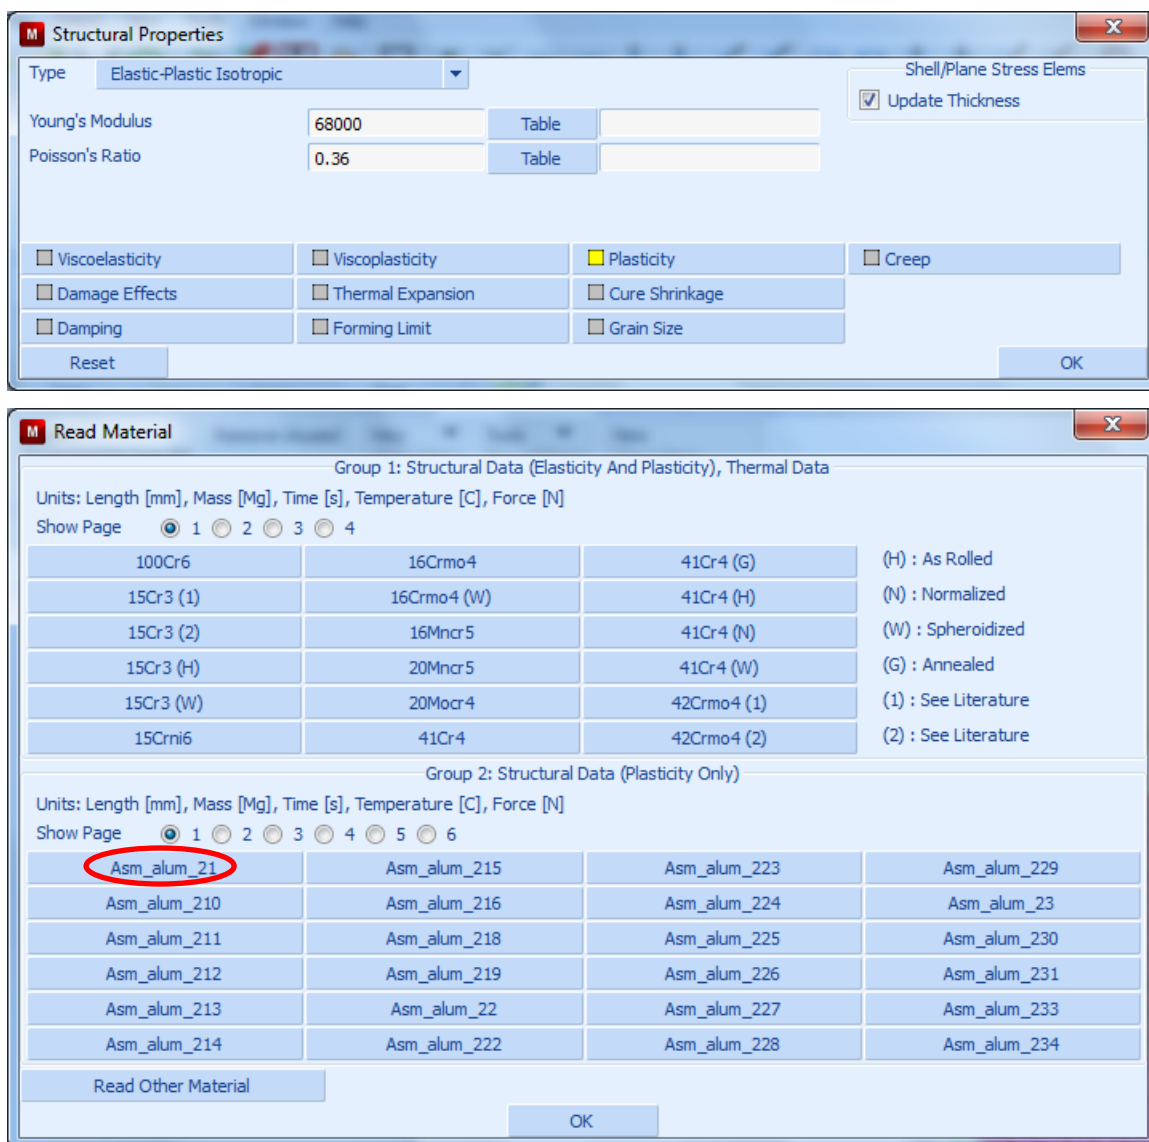 M Structural Properties X
Type Elastic-Plastic Isotropic Shell/Plane Stress Elems
Update Thickness
Young's Modulus 68000 Table
Poisson's Ratio 0.36 Table
Viscoelasticity Viscoplasticity Plasticity Creep
Damage Effects Thermal Expansion Cure Shrinkage
Damping Forming Limit Grain Size
Reset OK
M Read Material X
Group 1: Structural Data (Elasticity And Plasticity), Thermal Data
Units: Length [mm], Mass [Mg], Time [s], Temperature [C], Force [N]
Show Page 1 2 3 4
100Cr6 16Crmo4 41Cr4 (G) (H) : As Rolled
15Cr3 (1) 16Crmo4 (W) 41Cr4 (H) (N) : Normalized
15Cr3 (2) 16Mncr5 41Cr4 (N) (W) : Spheroidized
15Cr3 (H) 20Mncr5 41Cr4 (W) (G) : Annealed
15Cr3 (W) 20Mocr4 42Crmo4 (1) (1) : See Literature
15Crni6 41Cr4 42Crmo4 (2) (2) : See Literature
Group 2: Structural Data (Plasticity Only)
Units: Length [mm], Mass [Mg], Time [s], Temperature [C], Force [N]
Show Page 1 2 3 4 5 6
Asm_alum_21 Asm_alum_215 Asm_alum_223 Asm_alum_229
Asm_alum_210 Asm_alum_216 Asm_alum_224 Asm_alum_23
Asm_alum_211 Asm_alum_218 Asm_alum_225 Asm_alum_230
Asm_alum_212 Asm_alum_219 Asm_alum_226 Asm_alum_231
Asm_alum_213 Asm_alum_22 Asm_alum_227 Asm_alum_233
Asm_alum_214 Asm_alum_222 Asm_alum_228 Asm_alum_234
Read Other Material
OK